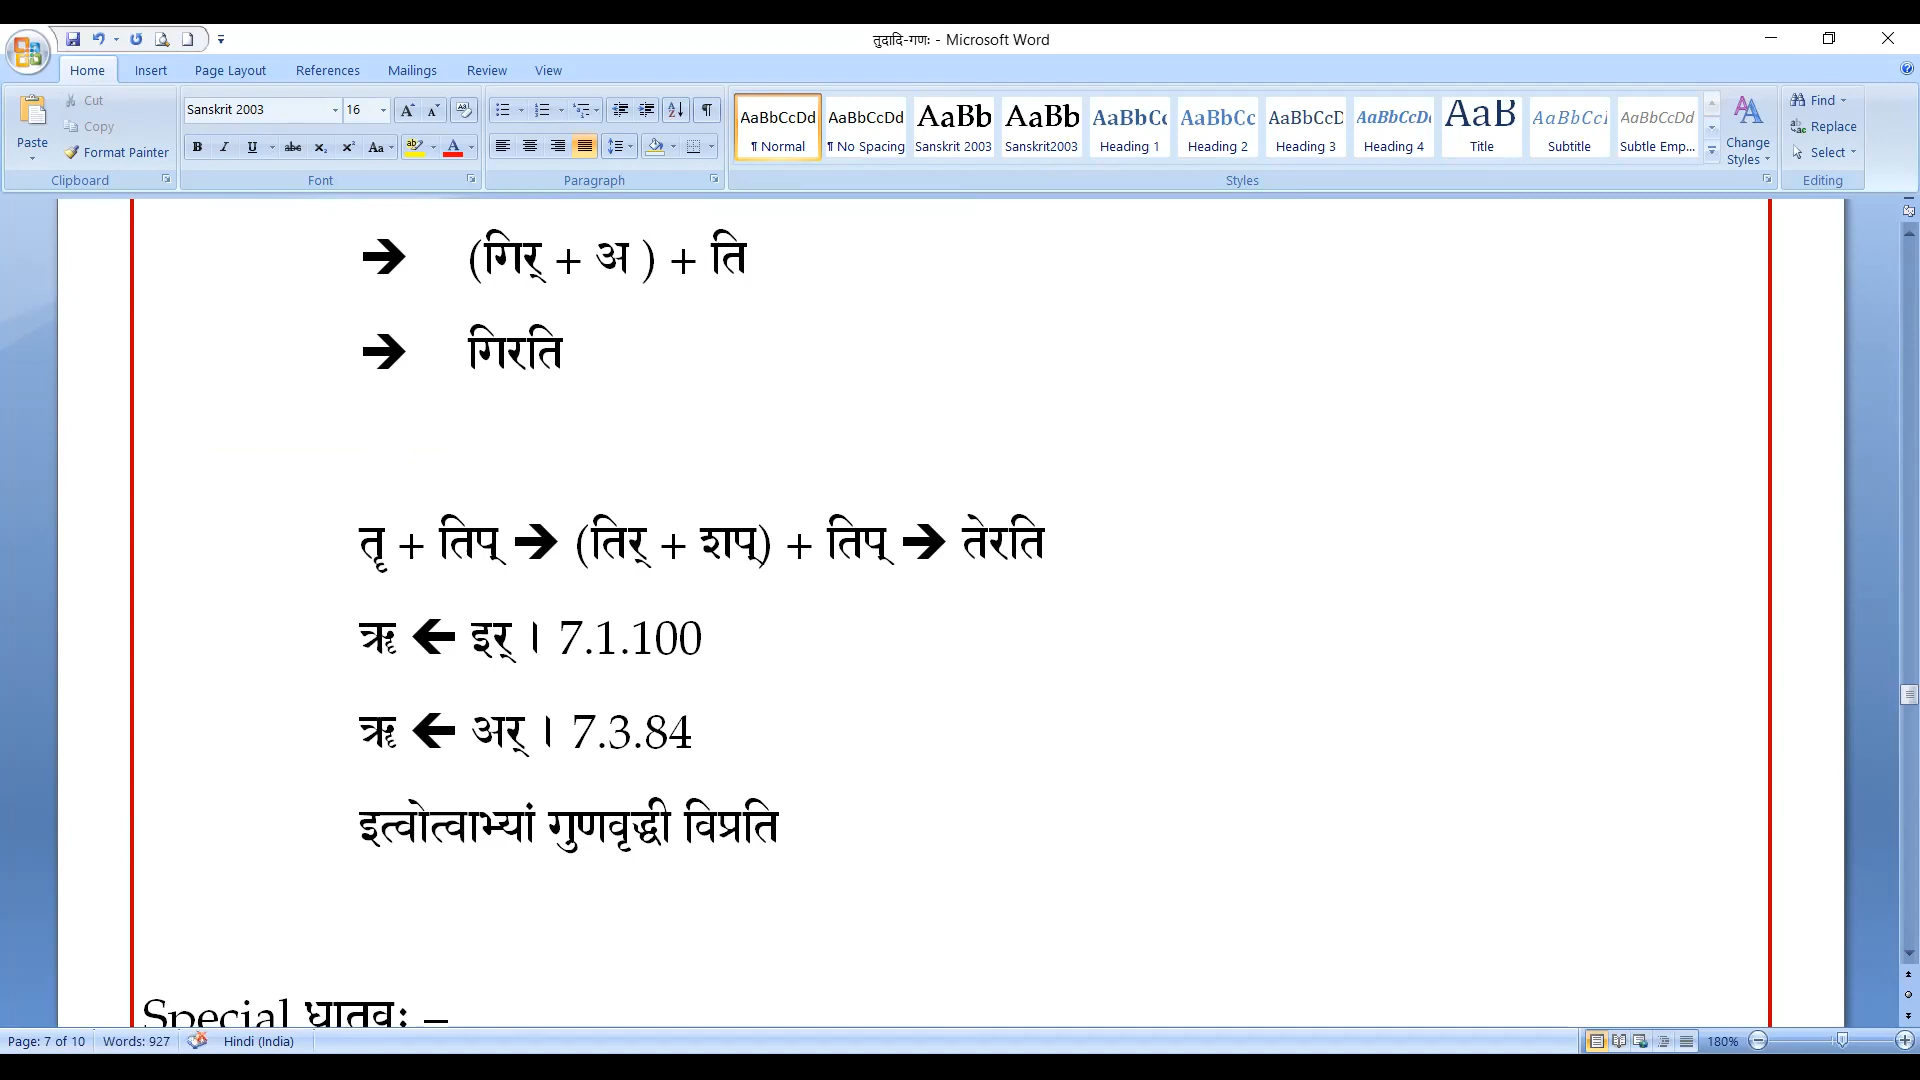 तुदादि-गणः - Microsoft Word
Home Insert Page Layout References Mailings Review View
Paste
Cut
Copy
Format Painter
Clipboard
Sanskrit 2003 16
Font
Paragraph
AaBbCcDd AaBbCcDd AaBb AaBb AaBbCc AaBbCc AaBbCcD AaBbCcDi AaB AaBbCcI AaBbCcDd
¶ Normal ¶ No Spacing Sanskrit 2003 Sanskrit2003 Heading 1 Heading 2 Heading 3 Heading 4 Title Subtitle Subtle Emp...
Styles
Change Styles
Find
Replace
Select
Editing
➔ (गिर् + अ ) + ति
➔ गिरति
तॄ + तिप् ➔ (तिर् + शप्) + तिप् ➔ तेरति
ॠ 🡰 इर् । 7.1.100
ॠ 🡰 अर् । 7.3.84
इत्वोत्वाभ्यां गुणवृद्धी विप्रति
Special धातवः –
Page: 7 of 10 Words: 927 Hindi (India) 180%